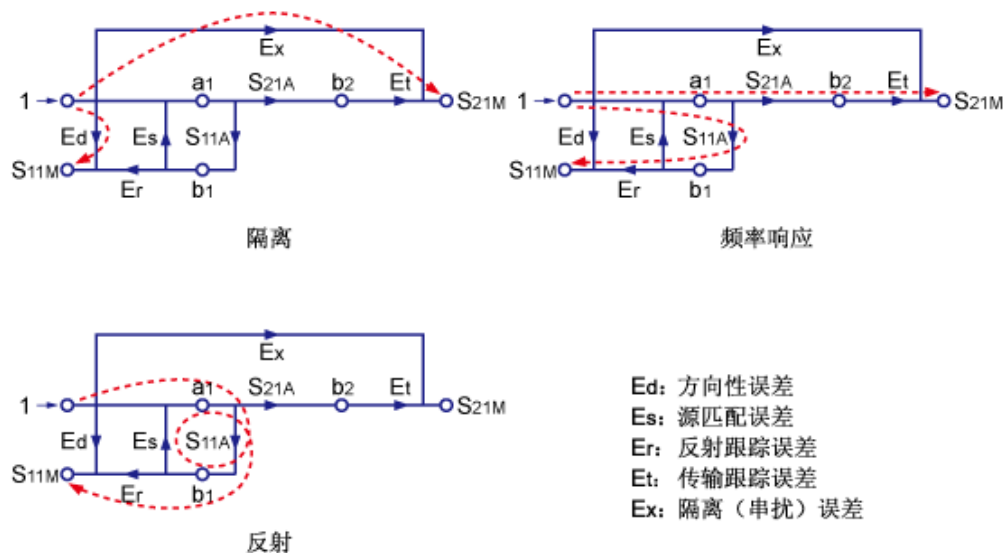 Ex
a1 S21A b2 Et
1 S21M
Ed Es S11A
S11M
Er b1
隔离
Ex
a1 S21A b2 Et
1 S21M
Ed Es S11A
S11M
Er b1
频率响应
Ex
a1 S21A b2 Et
1 S21M
Ed Es S11A
S11M
Er b1
反射
Ed: 方向性误差
Es: 源匹配误差
Er: 反射跟踪误差
Et: 传输跟踪误差
Ex: 隔离（串扰）误差